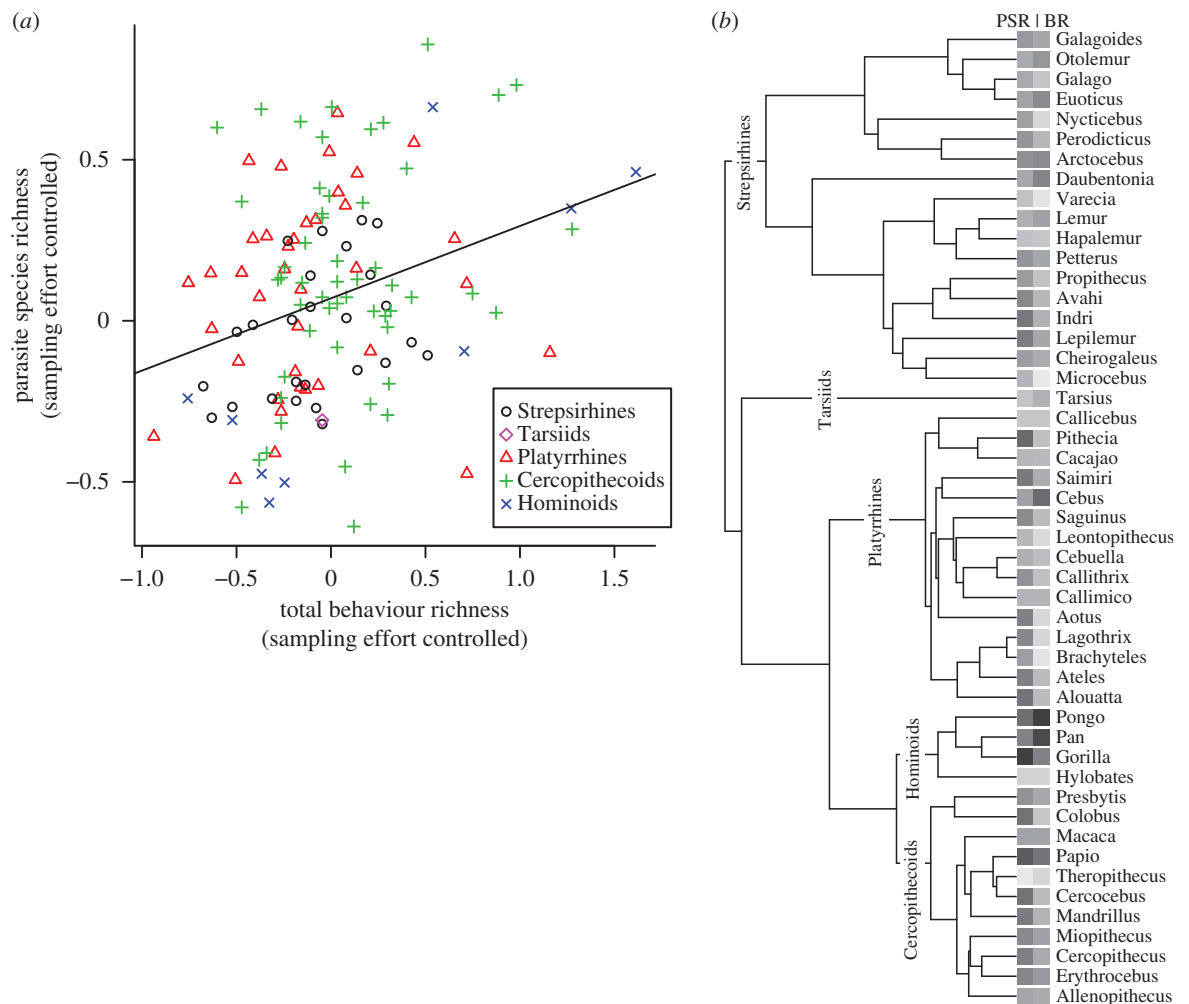 (a)
parasite species richness
(sampling effort controlled)
0.5
0
−0.5
−1.0 −0.5 0 0.5 1.0 1.5
total behaviour richness
(sampling effort controlled)
Strepsirhines
Tarsiids
Platyrrhines
Cercopithecoids
Hominoids
(b)
PSR | BR
Strepsirhines
Tarsiids
Platyrrhines
Hominoids
Cercopithecoids
Galagoides
Otolemur
Galago
Euoticus
Nycticebus
Perodicticus
Arctocebus
Daubentonia
Varecia
Lemur
Hapalemur
Petterus
Propithecus
Avahi
Indri
Lepilemur
Cheirogaleus
Microcebus
Tarsius
Callicebus
Pithecia
Cacajao
Saimiri
Cebus
Saguinus
Leontopithecus
Cebuella
Callithrix
Callimico
Aotus
Lagothrix
Brachyteles
Ateles
Alouatta
Pongo
Pan
Gorilla
Hylobates
Presbytis
Colobus
Macaca
Papio
Theropithecus
Cercocebus
Mandrillus
Miopithecus
Cercopithecus
Erythrocebus
Allenopithecus